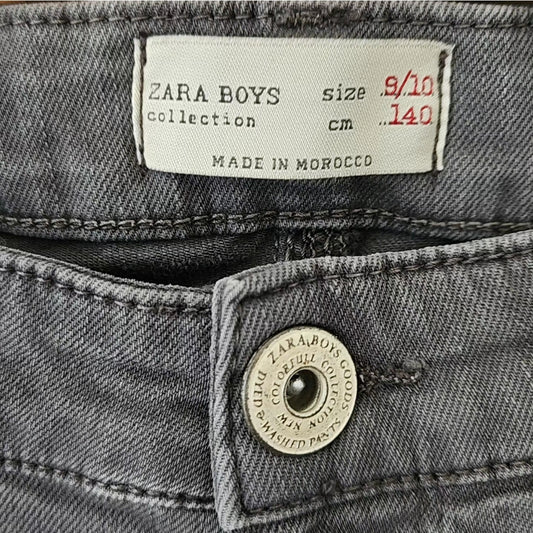 ZARA BOYS size ..9/10
collection cm ..140
MADE IN MOROCCO
ZARA BOYS GOODS
DYED & WASHED PANTS
COLORFULL COLLECTION NEW